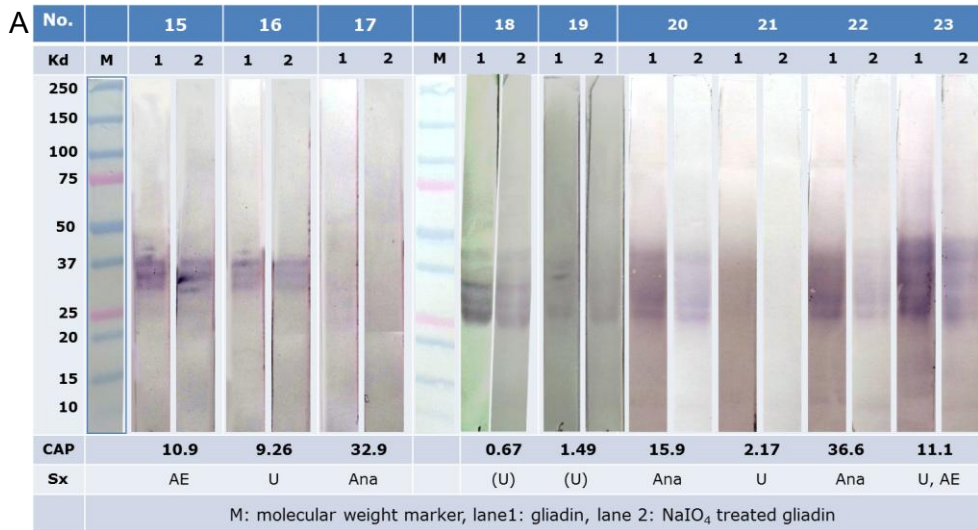 A
No. 15 16 17 18 19 20 21 22 23
Kd M 1 2 1 2 1 2 M 1 2 1 2 1 2 1 2 1 2 1 2
250
150
100
75
50
37
25
20
15
10
CAP 10.9 9.26 32.9 0.67 1.49 15.9 2.17 36.6 11.1
Sx AE U Ana (U) (U) Ana U Ana U, AE
M: molecular weight marker, lane1: gliadin, lane 2: NaIO₄ treated gliadin